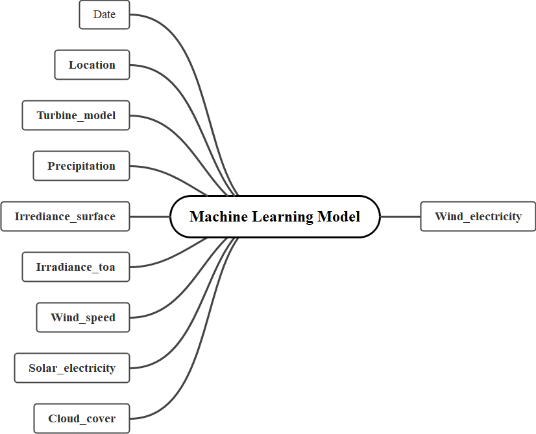 Date
Location
Turbine_model
Precipitation
Irrediance_surface
Machine Learning Model
Wind_electricity
Irradiance_toa
Wind_speed
Solar_electricity
Cloud_cover